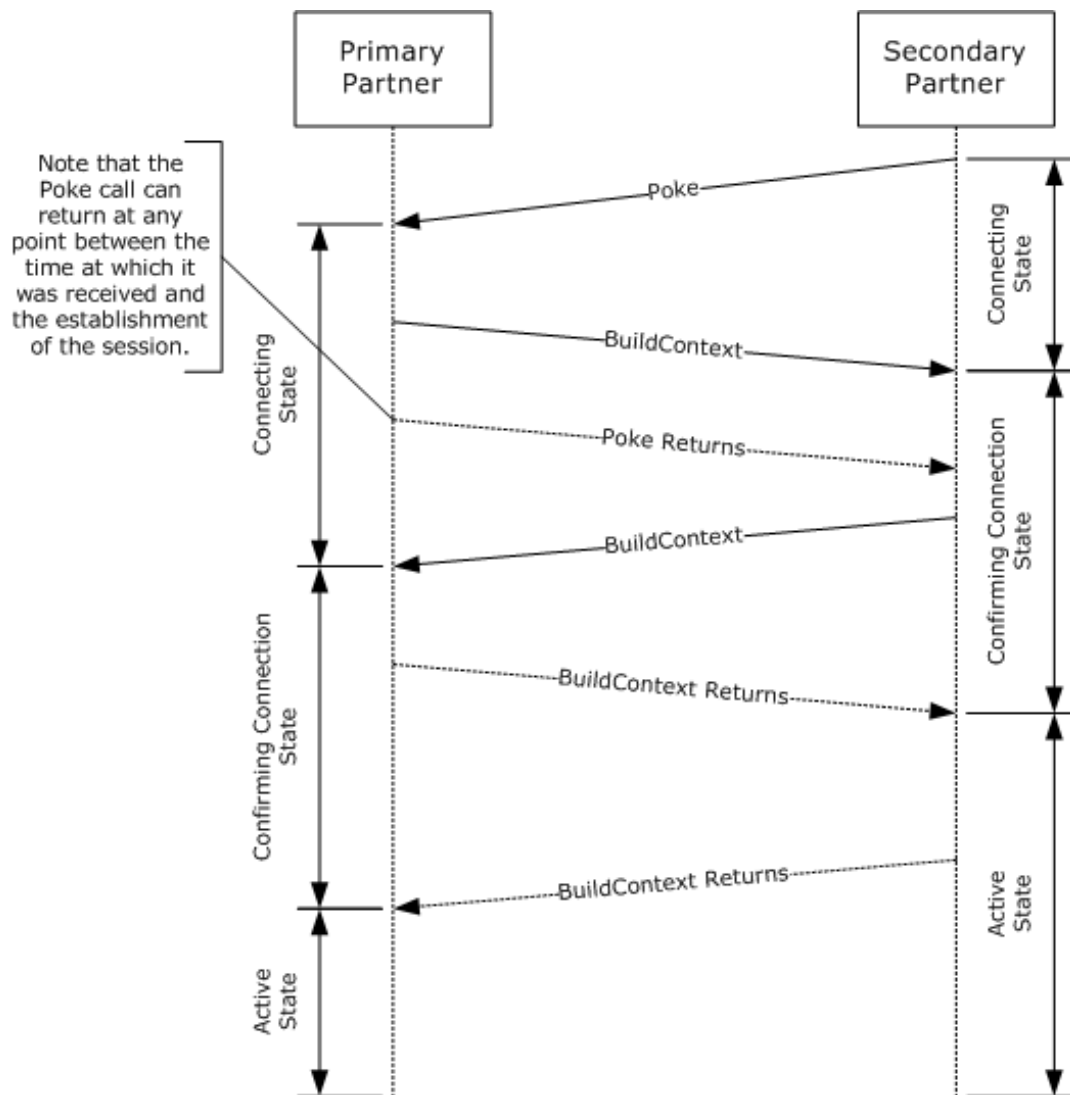 Primary
Partner
Secondary
Partner
Note that the
Poke call can
return at any
point between the
time at which it
was received and
the establishment
of the session.
Poke
Connecting
State
BuildContext
Connecting
State
Poke Returns
BuildContext
Confirming Connection
State
BuildContext Returns
Confirming Connection
State
BuildContext Returns
Active
State
Active
State